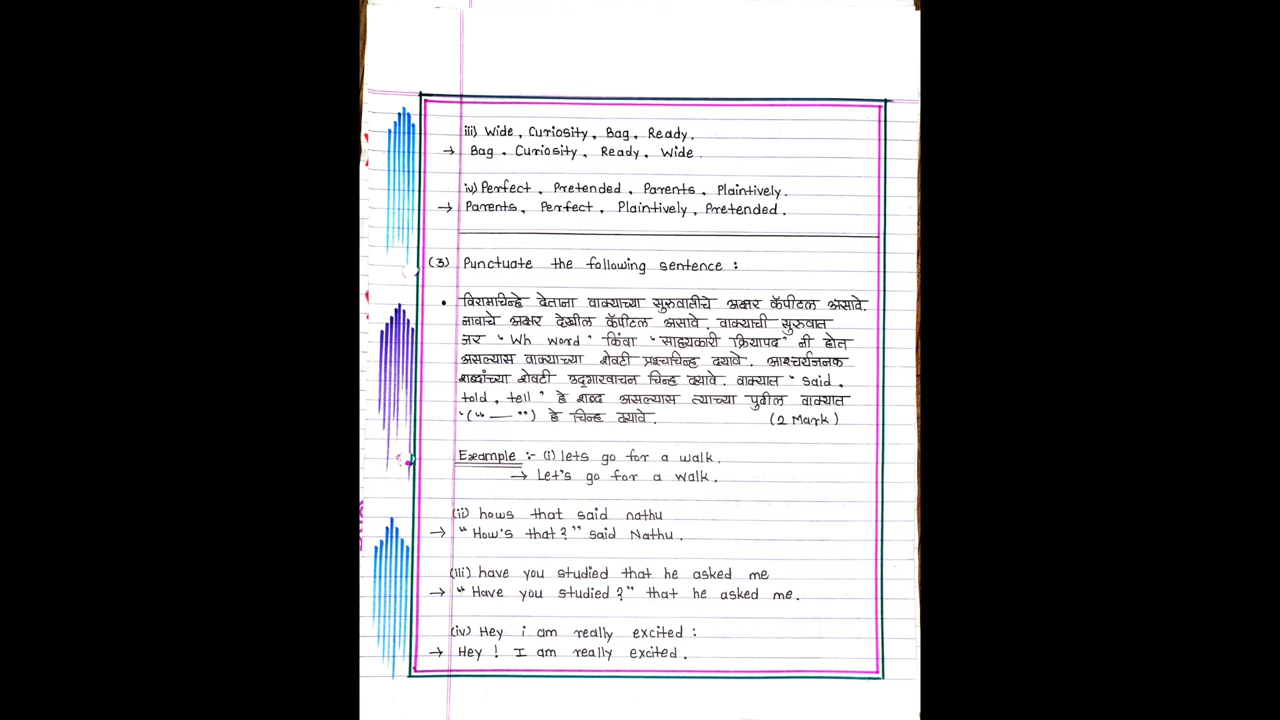 iii) Wide, Curiosity, Bag, Ready.
→ Bag, Curiosity, Ready, Wide.
iv) Perfect, Pretended, Parents, Plaintively.
→ Parents, Perfect, Plaintively, Pretended.
(3) Punctuate the following sentence :
• विरामचिन्हे देताना वाक्याच्या सुरुवातीचे अक्षर कॅपीटल असावे.
नावाचे अक्षर देखील कॅपीटल असावे. वाक्याची सुरुवात
जर "Wh word" किंवा "साह्यकारी क्रियापद" नी होत
असल्यास वाक्याच्या शेवटी प्रश्नचिन्ह द्यावे. आश्चर्यजनक
शब्दांच्या शेवटी उद्गारवाचन चिन्ह द्यावे. वाक्यात "said,
told, tell" हे शब्द असल्यास त्याच्या पुढील वाक्यात
"(" — ") हे चिन्ह द्यावे. (2 Mark)
Example :- (i) lets go for a walk.
→ Let's go for a walk.
(ii) hows that said nathu
→ "How's that?" said Nathu.
(iii) have you studied that he asked me
→ "Have you studied?" that he asked me.
(iv) Hey i am really excited :
→ Hey ! I am really excited.